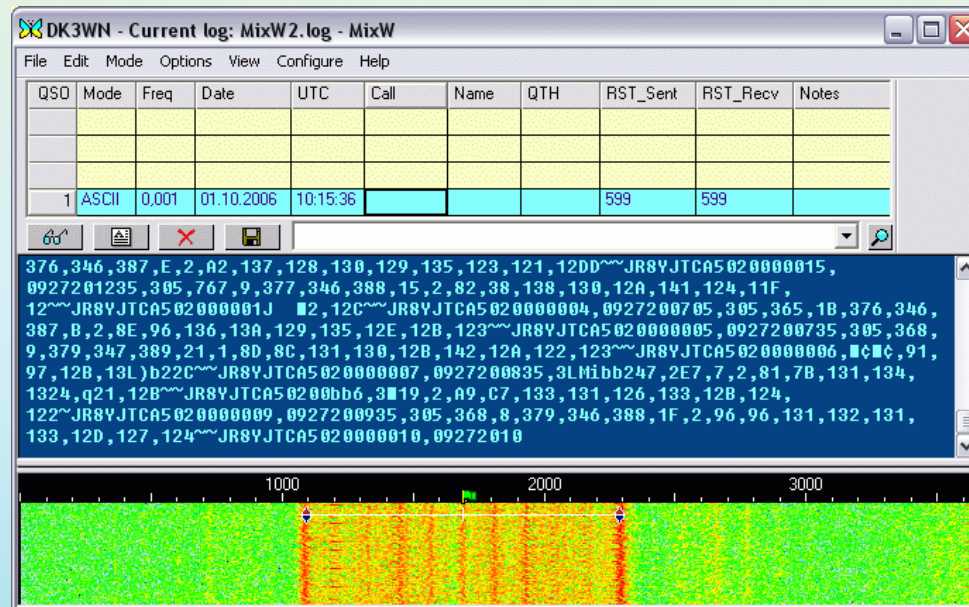 DK3WN - Current log: MixW2.log - MixW
File Edit Mode Options View Configure Help
QSO Mode Freq Date UTC Call Name QTH RST_Sent RST_Recv Notes
1 ASCII 0,001 01.10.2006 10:15:36 599 599
376,346,387,E,2,A2,137,128,130,129,135,123,121,12DD~~JR8YJTCA5020000015,
0927201235,305,767,9,377,346,388,15,2,82,38,138,130,12A,141,124,11F,
12~~JR8YJTCA502000001J ■2,12C~~JR8YJTCA5020000004,0927200705,305,365,1B,376,346,
387,B,2,8E,96,136,13A,129,135,12E,12B,123~~JR8YJTCA5020000005,0927200735,305,368,
9,379,347,389,21,1,8D,8C,131,130,12B,142,12A,122,123~~JR8YJTCA5020000006,■¢■¢,91,
97,12B,13L)b22C~~JR8YJTCA5020000007,0927200835,3LMibb247,2E7,7,2,81,7B,131,134,
1324,q21,12B~~JR8YJTCA50200bb6,3■19,2,A9,C7,133,131,126,133,12B,124,
122~JR8YJTCA5020000009,0927200935,305,368,8,379,346,388,1F,2,96,96,131,132,131,
133,12D,127,124~~JR8YJTCA5020000010,09272010
1000 2000 3000